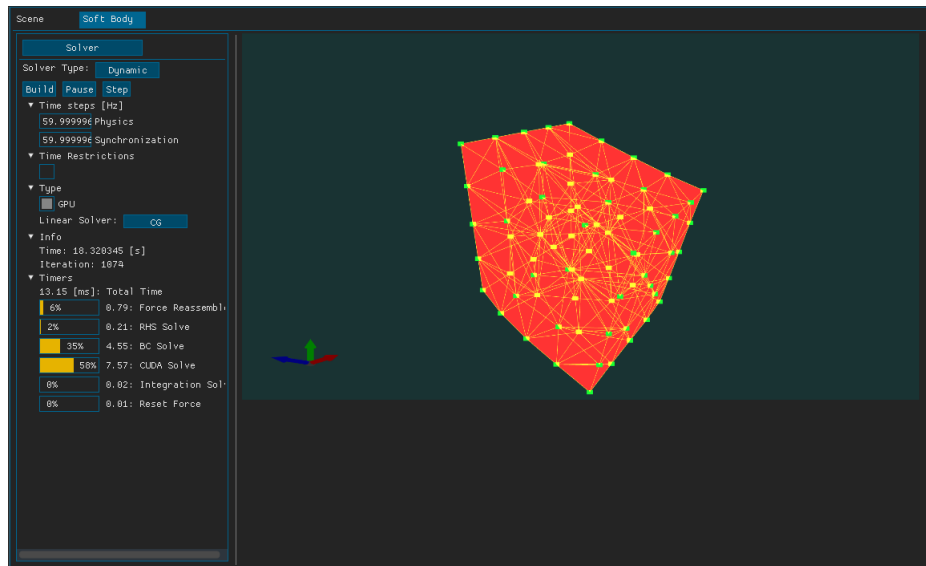 Scene Soft Body
Solver
Solver Type: Dynamic
Build Pause Step
Time steps [Hz]
59.999996 Physics
59.999996 Synchronization
Time Restrictions
Type
GPU
Linear Solver: CG
Info
Time: 18.320345 [s]
Iteration: 1074
Timers
13.15 [ms]: Total Time
6% 0.79: Force Reassembl
2% 0.21: RHS Solve
35% 4.55: BC Solve
58% 7.57: CUDA Solve
0% 0.02: Integration Sol
0% 0.01: Reset Force